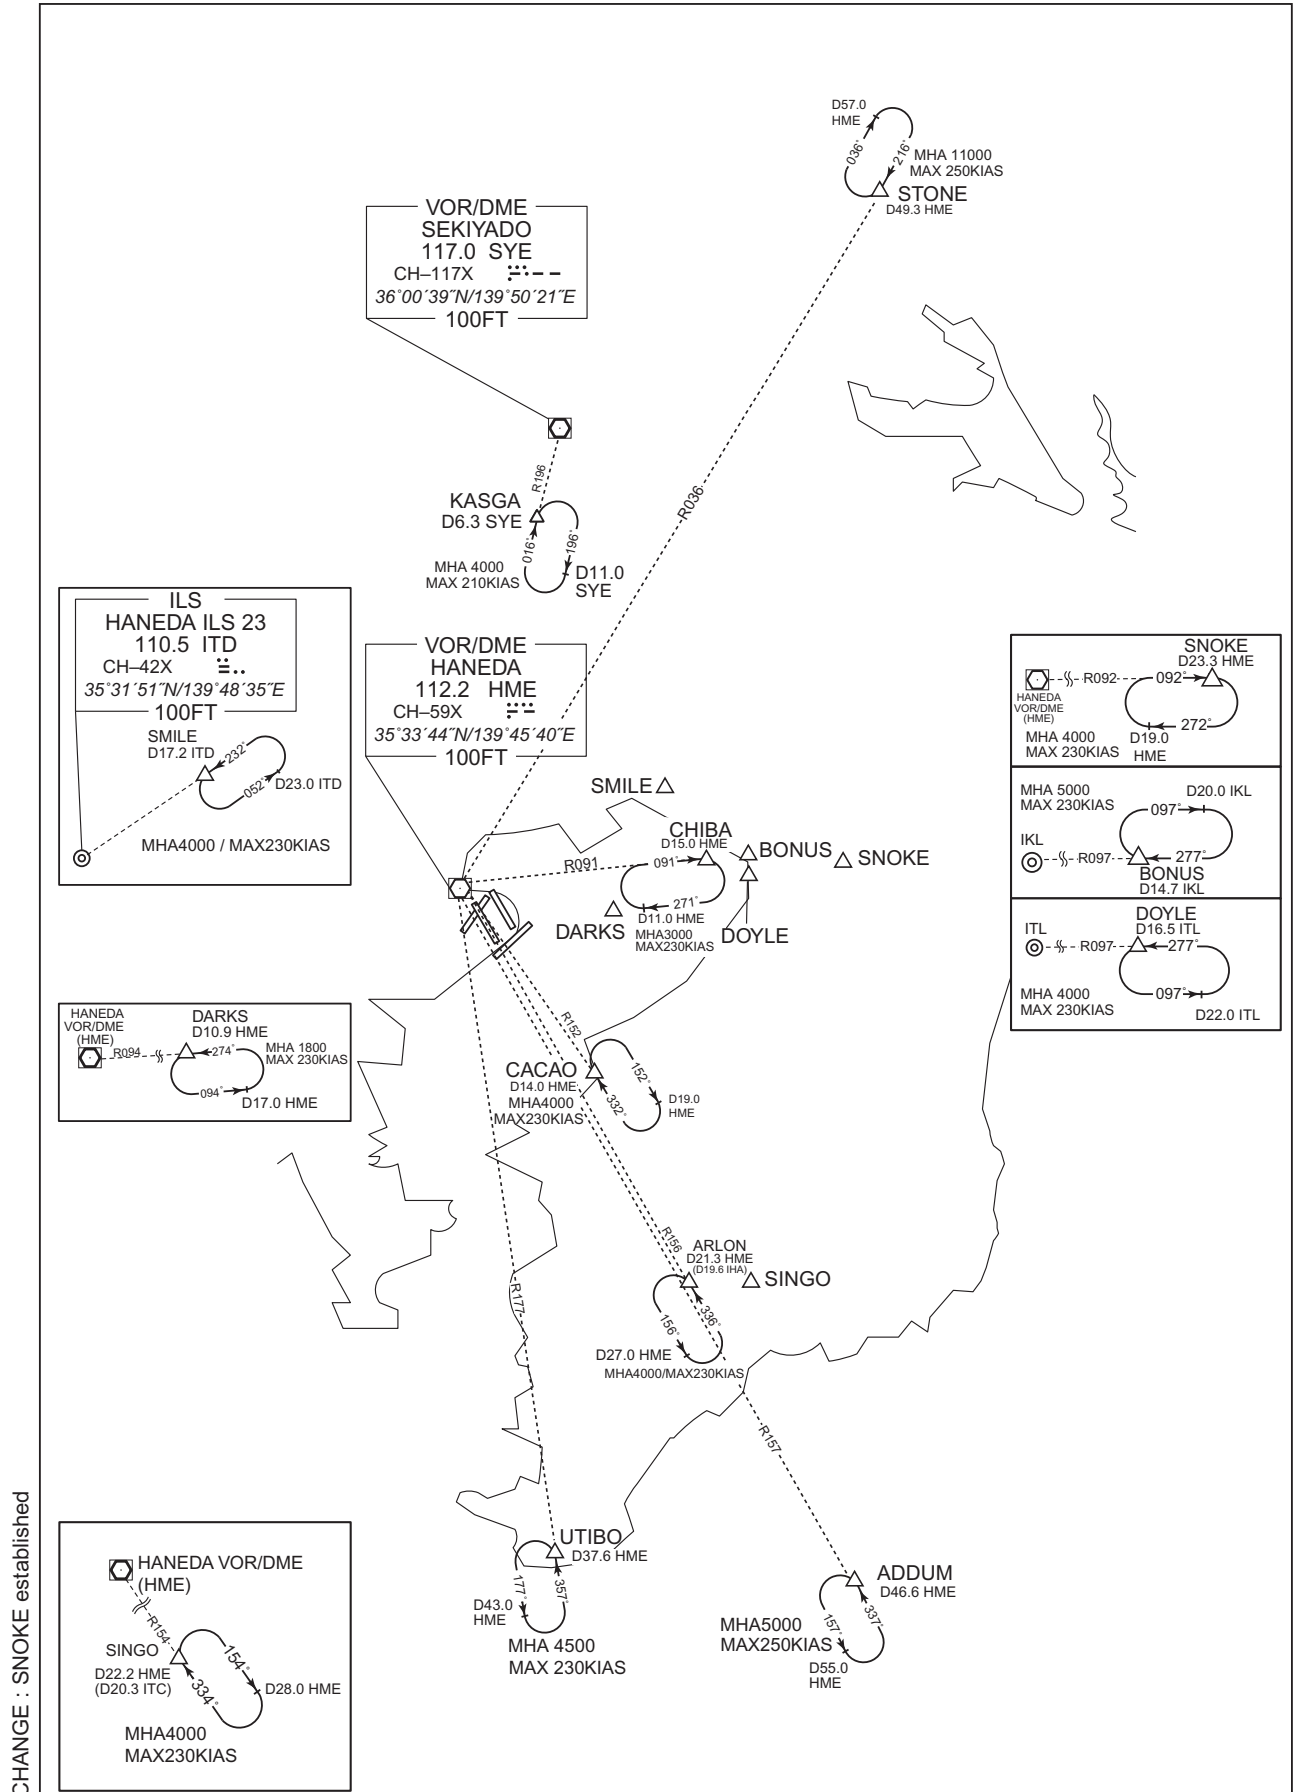 D57.0
HME
036°
216°
MHA 11000
MAX 250KIAS
STONE
D49.3 HME
VOR/DME
SEKIYADO
117.0 SYE
CH–117X
36°00´39˝N/139°50´21˝E
100FT
R036
R196
KASGA
D6.3 SYE
016°
196°
MHA 4000
MAX 210KIAS
D11.0
SYE
ILS
HANEDA ILS 23
110.5 ITD
CH–42X
35°31´51˝N/139°48´35˝E
100FT
SMILE
D17.2 ITD
232°
052°
D23.0 ITD
MHA4000 / MAX230KIAS
VOR/DME
HANEDA
112.2 HME
CH–59X
35°33´44˝N/139°45´40˝E
100FT
SNOKE
D23.3 HME
R092
092°
HANEDA
VOR/DME
(HME)
272°
MHA 4000
MAX 230KIAS
D19.0
HME
MHA 5000
MAX 230KIAS
D20.0 IKL
097°
IKL
R097
277°
BONUS
D14.7 IKL
DOYLE
D16.5 ITL
ITL
R097
277°
MHA 4000
MAX 230KIAS
097°
D22.0 ITL
SMILE
CHIBA
D15.0 HME
BONUS
SNOKE
R091
091°
271°
D11.0 HME
MHA3000
MAX230KIAS
DARKS
DOYLE
HANEDA
VOR/DME
(HME)
DARKS
D10.9 HME
R094
274°
MHA 1800
MAX 230KIAS
094°
D17.0 HME
R152
CACAO
D14.0 HME
MHA4000
MAX230KIAS
152°
332°
D19.0
HME
R156
ARLON
D21.3 HME
(D19.6 IHA)
SINGO
R177
156°
336°
D27.0 HME
MHA4000/MAX230KIAS
R157
UTIBO
D37.6 HME
177°
357°
D43.0
HME
MHA 4500
MAX 230KIAS
ADDUM
D46.6 HME
157°
337°
MHA5000
MAX250KIAS
D55.0
HME
HANEDA VOR/DME
(HME)
R154
SINGO
D22.2 HME
(D20.3 ITC)
154°
334°
D28.0 HME
MHA4000
MAX230KIAS
CHANGE : SNOKE established